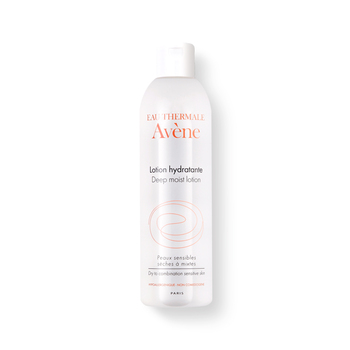 EAU THERMALE
Avène
Lotion hydratante
Deep moist lotion
Peaux sensibles
sèches à mixtes
Dry to combination sensitive skin
PARIS